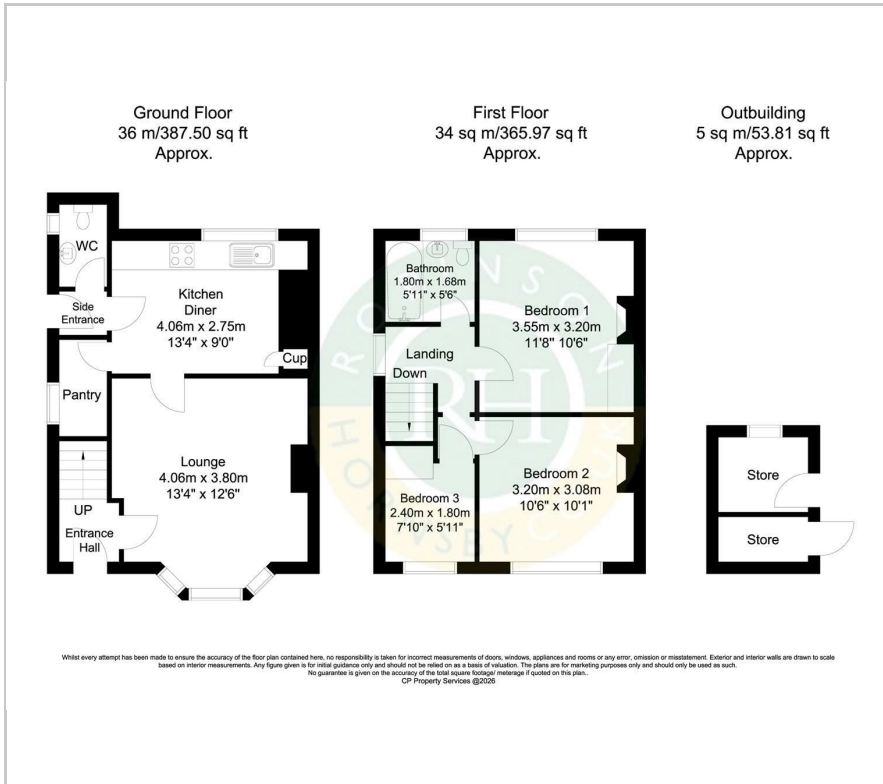 Ground Floor
36 m/387.50 sq ft
Approx.
First Floor
34 sq m/365.97 sq ft
Approx.
Outbuilding
5 sq m/53.81 sq ft
Approx.
WC
Side
Entrance
Kitchen
Diner
4.06m x 2.75m
13'4" x 9'0"
Cup
Pantry
Lounge
4.06m x 3.80m
13'4" x 12'6"
UP
Entrance
Hall
Bathroom
1.80m x 1.68m
5'11" x 5'6"
Bedroom 1
3.55m x 3.20m
11'8" 10'6"
Landing
Down
Bedroom 2
3.20m x 3.08m
10'6" x 10'1"
Bedroom 3
2.40m x 1.80m
7'10" x 5'11"
Store
Store
ROBINSON
RH
HORNSBY.CO.UK
Whilst every attempt has been made to ensure the accuracy of the floor plan contained here, no responsibility is taken for incorrect measurements of doors, windows, appliances and rooms or any error, omission or misstatement. Exterior and interior walls are drawn to scale
based on interior measurements. Any figure given is for initial guidance only and should not be relied on as a basis of valuation. The plans are for marketing purposes only and should only be used as such.
No guarantee is given on the accuracy of the total square footage/ meterage if quoted on this plan..
CP Property Services @2026